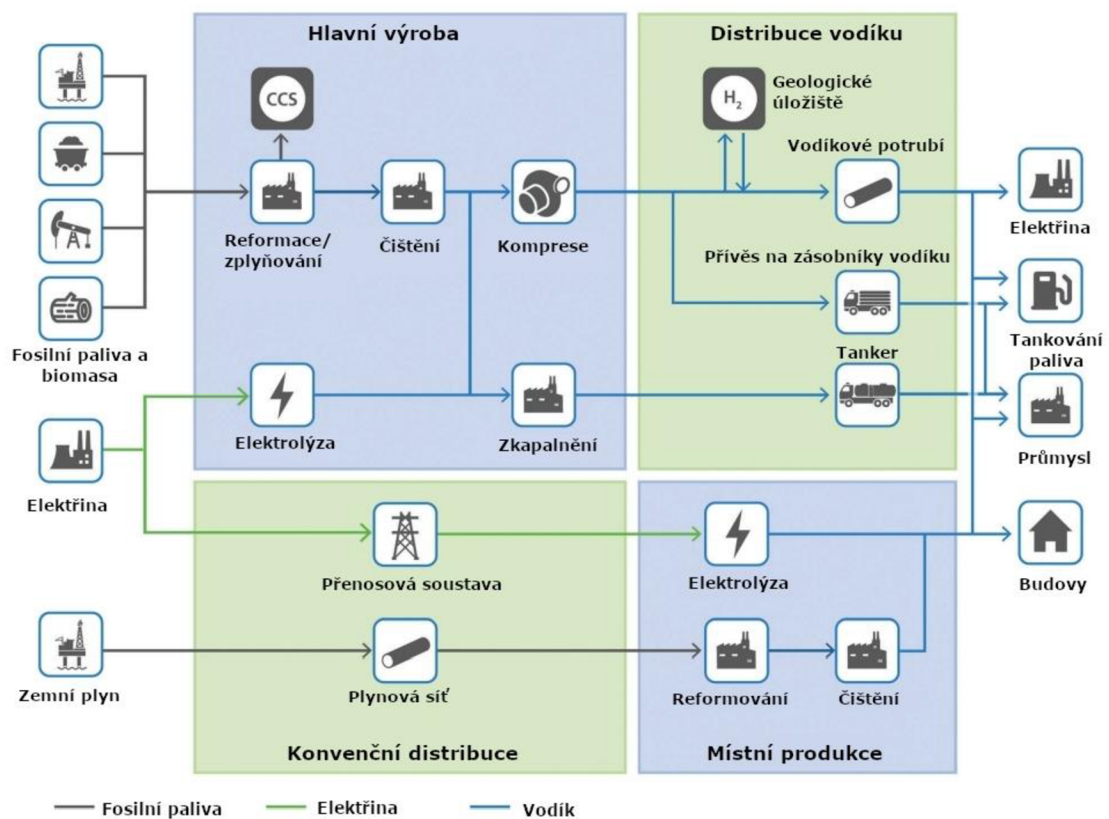 Hlavní výroba
Distribuce vodíku
CCS
H2
Geologické
úložiště
Vodíkové potrubí
Reformace/
zplyňování
Čištění
Komprese
Elektřina
Přívěs na zásobníky vodíku
Fosilní paliva a
biomasa
Tanker
Tankování
paliva
Elektrolýza
Zkapalnění
Průmysl
Elektřina
Přenosová soustava
Elektrolýza
Budovy
Zemní plyn
Plynová síť
Reformování
Čištění
Konvenční distribuce
Místní produkce
Fosilní paliva
Elektřina
Vodík